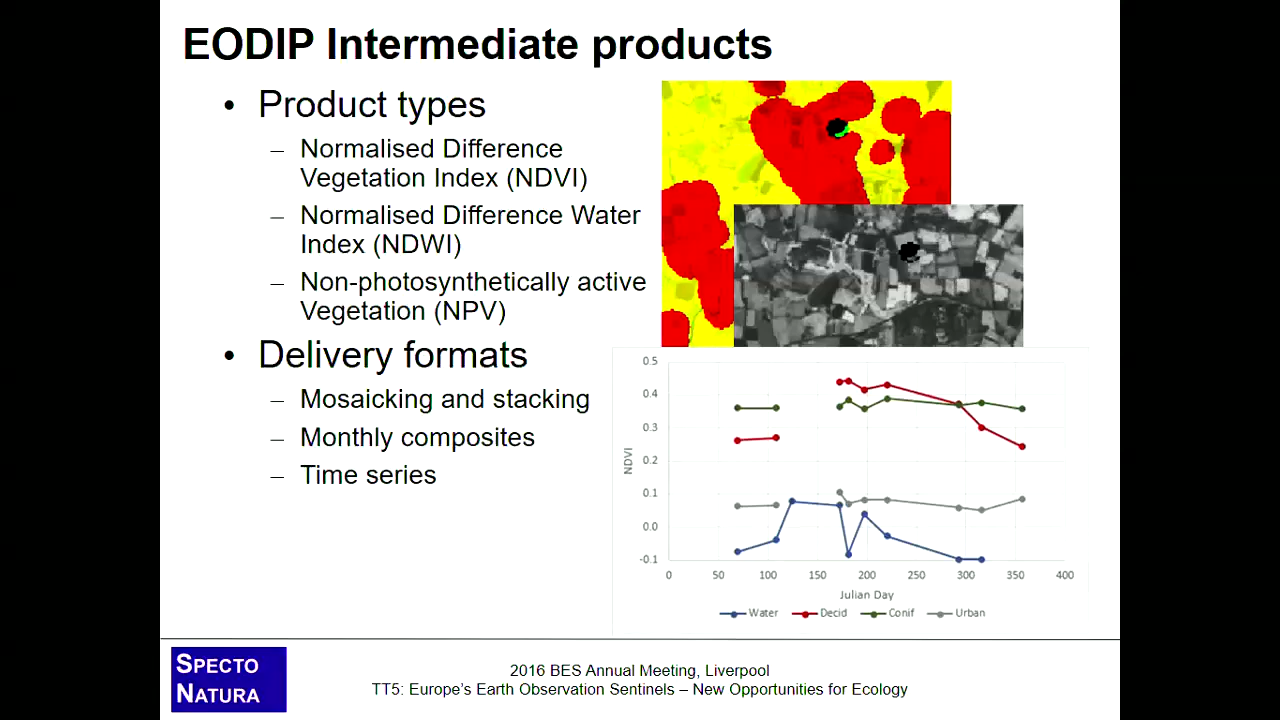 EODIP Intermediate products
• Product types
– Normalised Difference
Vegetation Index (NDVI)
– Normalised Difference Water
Index (NDWI)
– Non-photosynthetically active
Vegetation (NPV)
• Delivery formats
– Mosaicking and stacking
– Monthly composites
– Time series
0.5
0.4
0.3
0.2
0.1
0.0
-0.1
NDVI
0 50 100 150 200 250 300 350 400
Julian Day
Water Decid Conif Urban
SPECTO
NATURA
2016 BES Annual Meeting, Liverpool
TT5: Europe's Earth Observation Sentinels – New Opportunities for Ecology